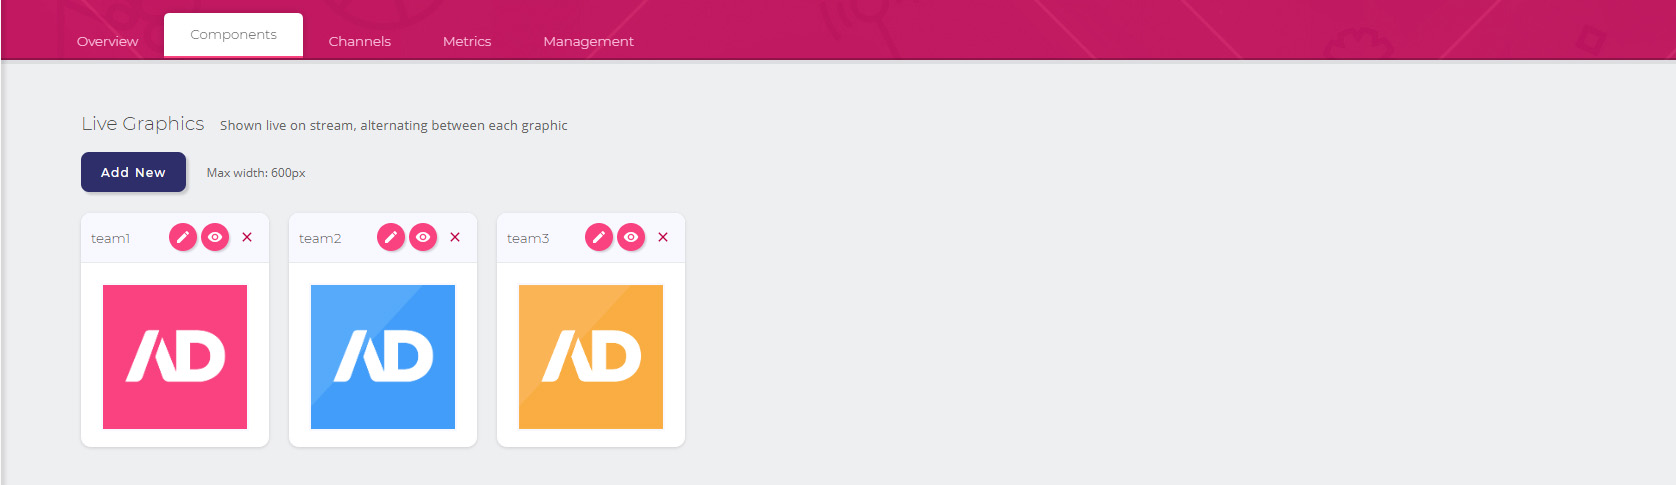 Overview Components Channels Metrics Management
Live Graphics Shown live on stream, alternating between each graphic
Add New Max width: 600px
team1 team2 team3
AD AD AD